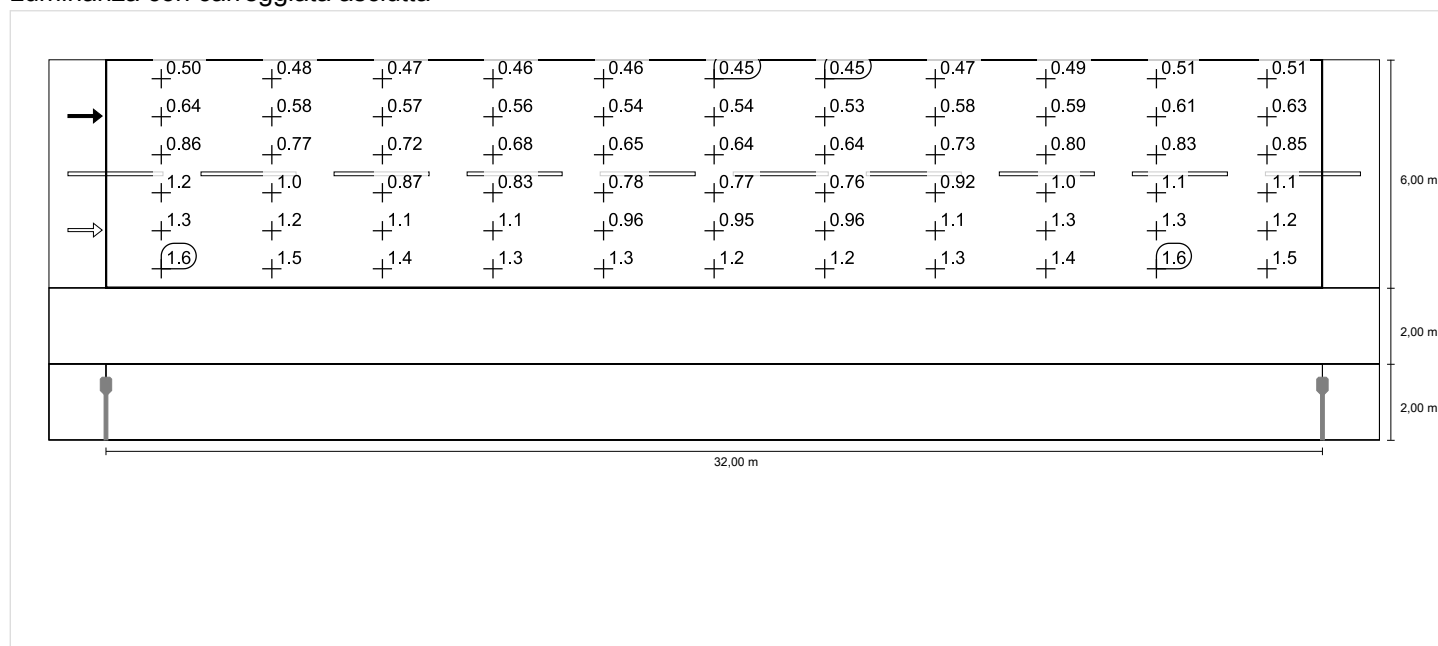 Luminanza con carreggiata asciutta
0.50 0.48 0.47 0.46 0.46 0.45 0.45 0.47 0.49 0.51 0.51
0.64 0.58 0.57 0.56 0.54 0.54 0.53 0.58 0.59 0.61 0.63
0.86 0.77 0.72 0.68 0.65 0.64 0.64 0.73 0.80 0.83 0.85
1.2 1.0 0.87 0.83 0.78 0.77 0.76 0.92 1.0 1.1 1.1
6,00 m
1.3 1.2 1.1 1.1 0.96 0.95 0.96 1.1 1.3 1.3 1.2
1.6 1.5 1.4 1.3 1.3 1.2 1.2 1.3 1.4 1.6 1.5
2,00 m
2,00 m
32,00 m